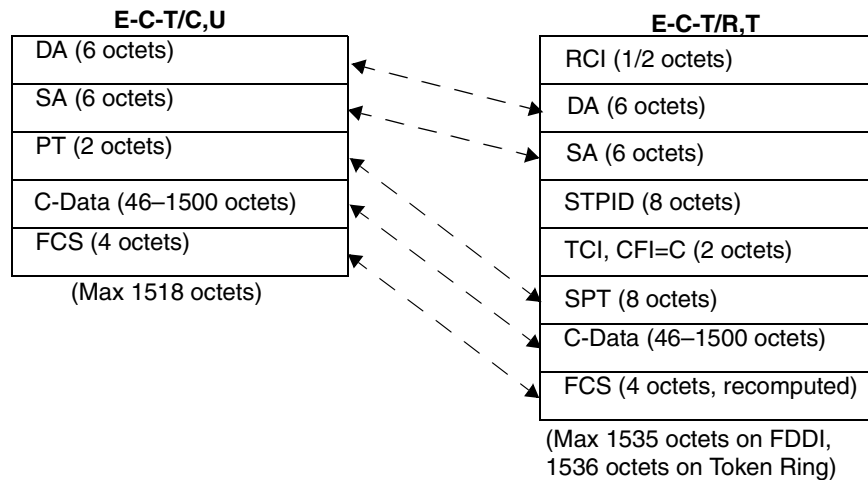 E-C-T/C,U
DA (6 octets)
SA (6 octets)
PT (2 octets)
C-Data (46–1500 octets)
FCS (4 octets)
(Max 1518 octets)
E-C-T/R,T
RCI (1/2 octets)
DA (6 octets)
SA (6 octets)
STPID (8 octets)
TCI, CFI=C (2 octets)
SPT (8 octets)
C-Data (46–1500 octets)
FCS (4 octets, recomputed)
(Max 1535 octets on FDDI,
1536 octets on Token Ring)